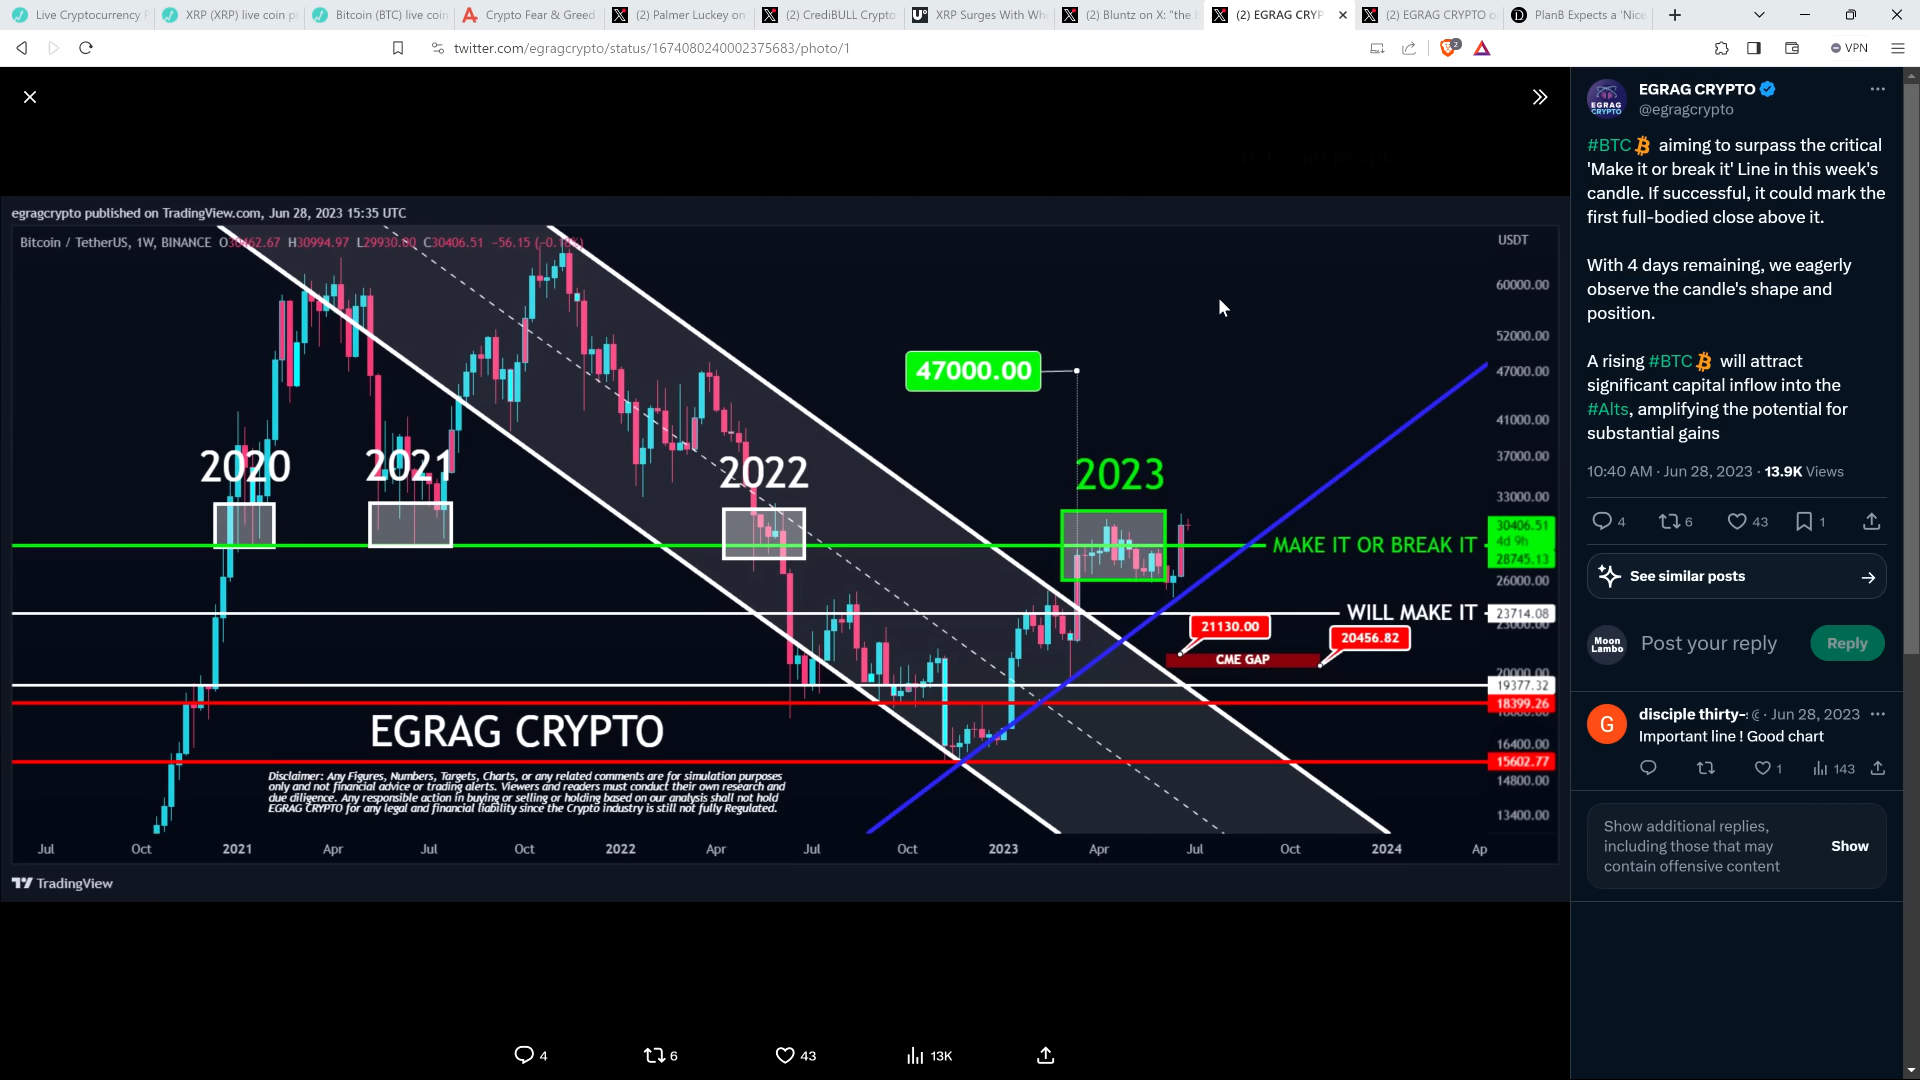 Live Cryptocurrency P
XRP (XRP) live coin p
Bitcoin (BTC) live coin
Crypto Fear & Greed
(2) Palmer Luckey on
(2) CrediBULL Crypto
XRP Surges With Wh
(2) Bluntz on X: "the
(2) EGRAG CRYP
(2) EGRAG CRYPTO o
PlanB Expects a 'Nice
twitter.com/egragcrypto/status/1674080240002375683/photo/1
2
VPN
egragcrypto published on TradingView.com, Jun 28, 2023 15:35 UTC
Bitcoin / TetherUS, 1W, BINANCE O30462.67 H30994.97 L29930.00 C30406.51 −56.15
USDT
60000.00
52000.00
47000.00
47000.00
41000.00
37000.00
33000.00
2020
2021
2022
2023
30406.51
4d 9h
28745.13
MAKE IT OR BREAK IT
26000.00
WILL MAKE IT
23714.08
23000.00
21130.00
20456.82
CME GAP
20000.00
19377.32
18399.26
EGRAG CRYPTO
16400.00
15602.77
14800.00
13400.00
Disclaimer: Any Figures, Numbers, Targets, Charts, or any related comments are for simulation purposes
only and not financial advice or trading alerts. Viewers and readers must conduct their own research and
due diligence. Any responsible action in buying or selling or holding based on our analysis shall not hold
EGRAG CRYPTO for any legal and financial liability since the Crypto industry is still not fully Regulated.
Jul Oct 2021 Apr Jul Oct 2022 Apr Jul Oct 2023 Apr Jul Oct 2024 Ap
TradingView
4 6 43 13K
EGRAG CRYPTO
@egragcrypto
EGRAG
CRYPTO
#BTC aiming to surpass the critical
'Make it or break it' Line in this week's
candle. If successful, it could mark the
first full-bodied close above it.
With 4 days remaining, we eagerly
observe the candle's shape and
position.
A rising #BTC will attract
significant capital inflow into the
#Alts, amplifying the potential for
substantial gains
10:40 AM · Jun 28, 2023 · 13.9K Views
4 6 43 1
See similar posts
Moon
Lambo
Post your reply
Reply
G
disciple thirty- · Jun 28, 2023
Important line ! Good chart
1 143
Show additional replies,
including those that may
contain offensive content
Show